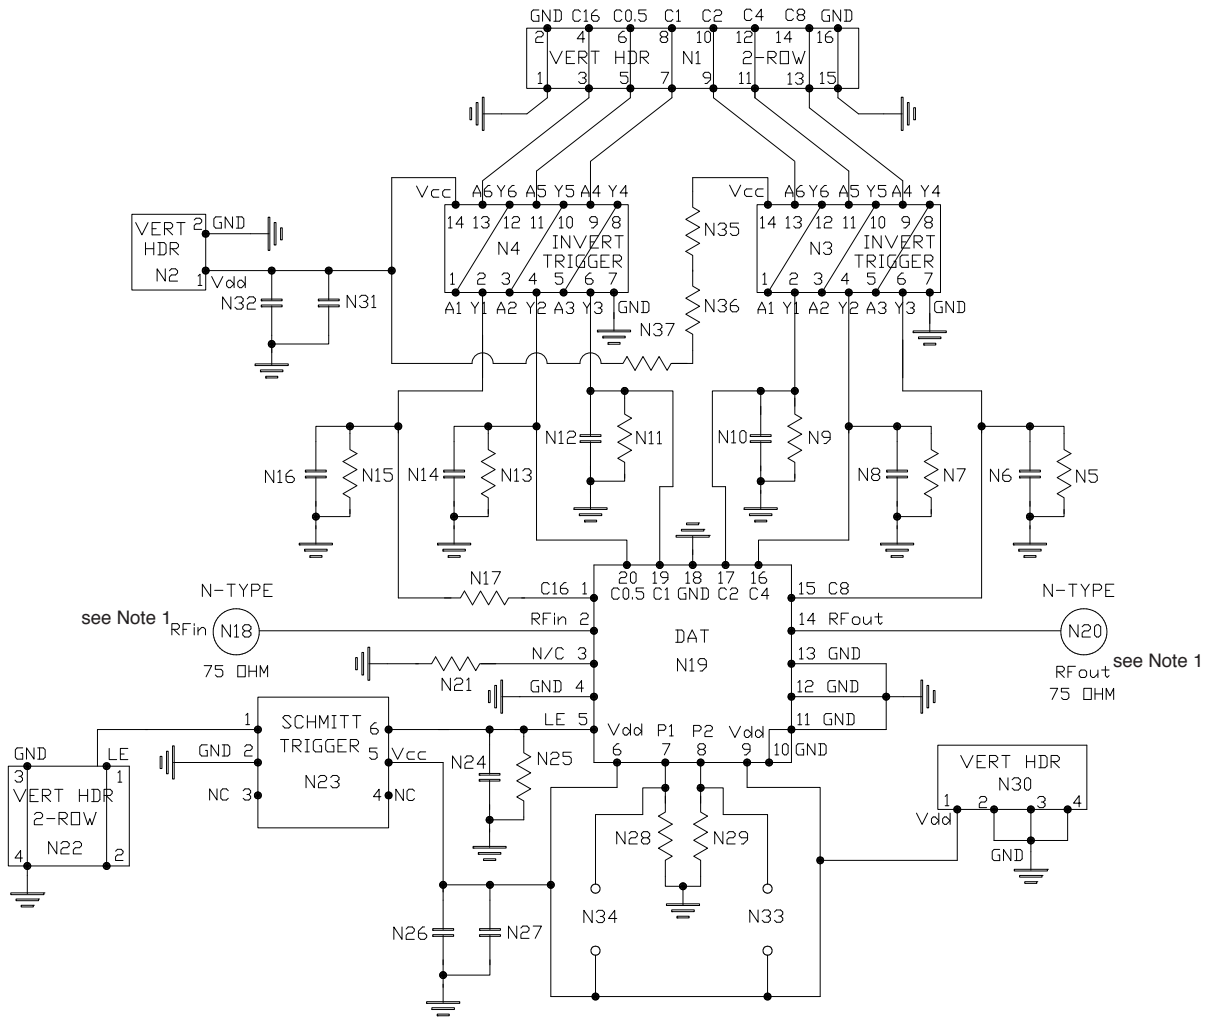 GND C16 C0.5 C1 C2 C4 C8 GND
2 4 6 8 10 12 14 16
VERT HDR N1 2-ROW
1 3 5 7 9 11 13 15
Vcc A6 Y6 A5 Y5 A4 Y4
14 13 12 11 10 9 8
N4 INVERT
TRIGGER
1 2 3 4 5 6 7
A1 Y1 A2 Y2 A3 Y3 GND
Vcc A6 Y6 A5 Y5 A4 Y4
14 13 12 11 10 9 8
N3 INVERT
TRIGGER
1 2 3 4 5 6 7
A1 Y1 A2 Y2 A3 Y3 GND
VERT 2 GND
HDR
N2 1 Vdd
N32 N31
N35
N36
N37
N16 N15 N14 N13 N12 N11 N10 N9 N8 N7 N6 N5
20 19 18 17 16
C0.5 C1 GND C2 C4
N17 C16 1
15 C8
N-TYPE
see Note 1 RFin N18 RFin 2
75 OHM
14 RFout
N-TYPE
N20
RFout see Note 1
75 OHM
DAT
N19
N21 N/C 3
13 GND
GND 4
12 GND
LE 5
11 GND
Vdd P1 P2 Vdd
6 7 8 9 10 GND
1 SCHMITT 6
TRIGGER
GND 2 5 Vcc
N23
NC 3 4 NC
N24 N25
GND LE
3 1
VERT HDR
2-ROW
N22
4 2
N28 N29
VERT HDR
N30
1 2 3 4
Vdd
GND
N34 N33
N26 N27